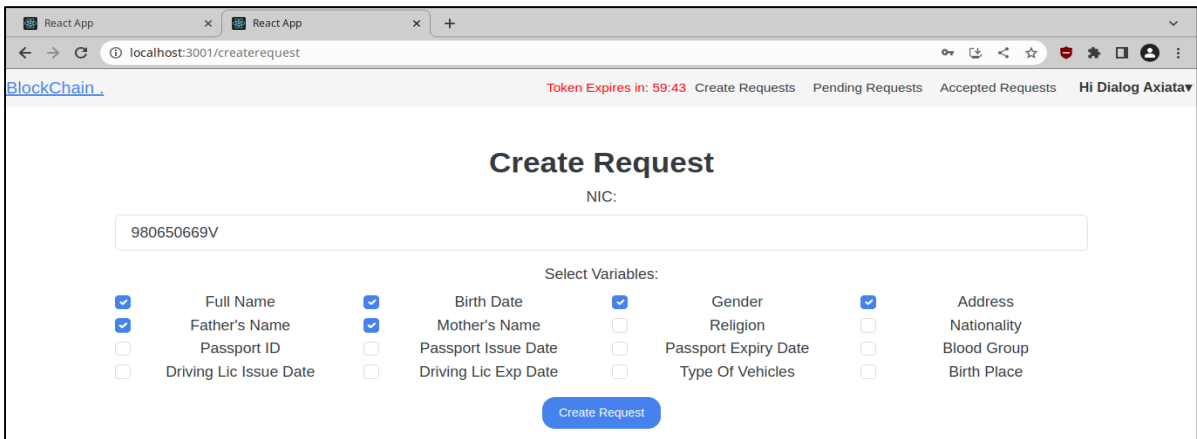 React App
React App
localhost:3001/createrequest
BlockChain .
Token Expires in: 59:43 Create Requests Pending Requests Accepted Requests Hi Dialog Axiata▾
Create Request
NIC:
980650669V
Select Variables:
Full Name Birth Date Gender Address
Father's Name Mother's Name Religion Nationality
Passport ID Passport Issue Date Passport Expiry Date Blood Group
Driving Lic Issue Date Driving Lic Exp Date Type Of Vehicles Birth Place
Create Request